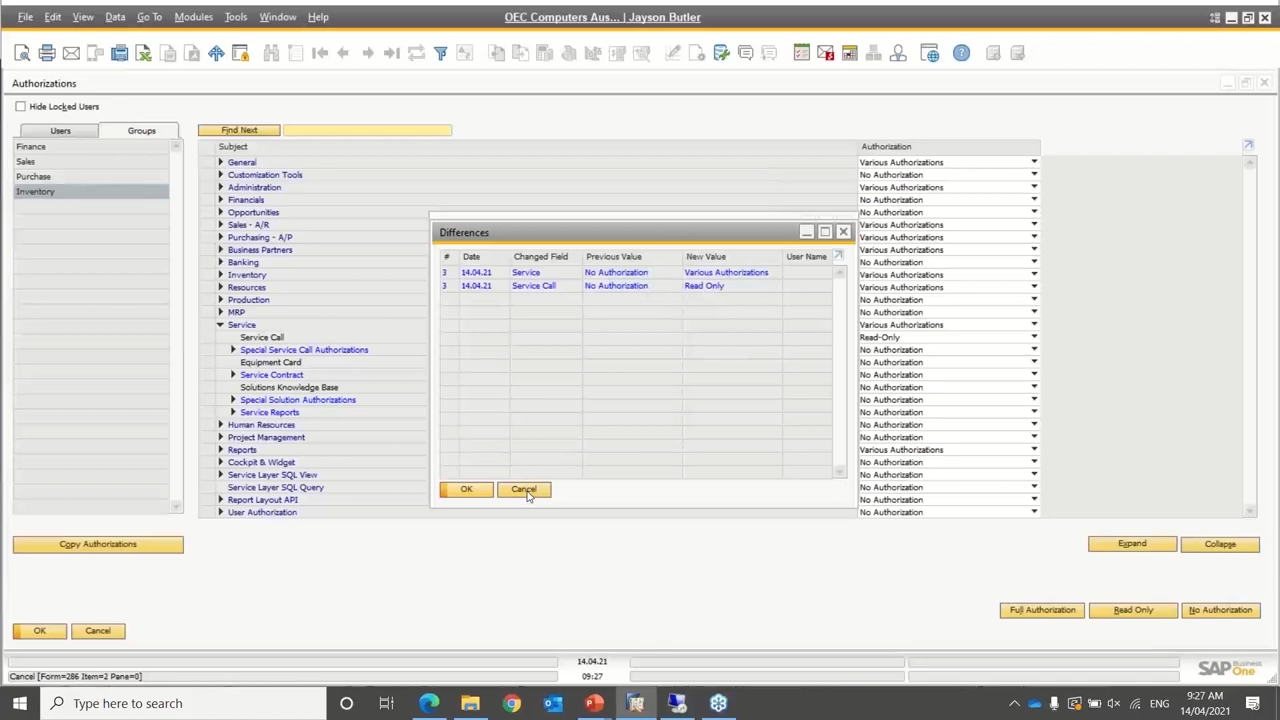 File Edit View Data Go To Modules Tools Window Help
OEC Computers Aus... | Jayson Butler
Authorizations
Hide Locked Users
Users Groups
Find Next
Finance
Sales
Purchase
Inventory
Subject Authorization
General Various Authorizations
Customization Tools No Authorization
Administration Various Authorizations
Financials No Authorization
Opportunities No Authorization
Sales - A/R Various Authorizations
Purchasing - A/P Various Authorizations
Business Partners Various Authorizations
Banking No Authorization
Inventory Various Authorizations
Resources Various Authorizations
Production No Authorization
MRP No Authorization
Service Various Authorizations
Service Call Read-Only
Special Service Call Authorizations No Authorization
Equipment Card No Authorization
Service Contract No Authorization
Solutions Knowledge Base No Authorization
Special Solution Authorizations No Authorization
Service Reports No Authorization
Human Resources No Authorization
Project Management No Authorization
Reports Various Authorizations
Cockpit & Widget No Authorization
Service Layer SQL View No Authorization
Service Layer SQL Query No Authorization
Report Layout API No Authorization
User Authorization No Authorization
Differences
# Date Changed Field Previous Value New Value User Name
3 14.04.21 Service No Authorization Various Authorizations
3 14.04.21 Service Call No Authorization Read Only
OK Cancel
Copy Authorizations
Expand Collapse
Full Authorization Read Only No Authorization
OK Cancel
14.04.21
Cancel [Form=286 Item=2 Pane=0]
09:27
SAP Business One
Type here to search
ENG
9:27 AM
14/04/2021